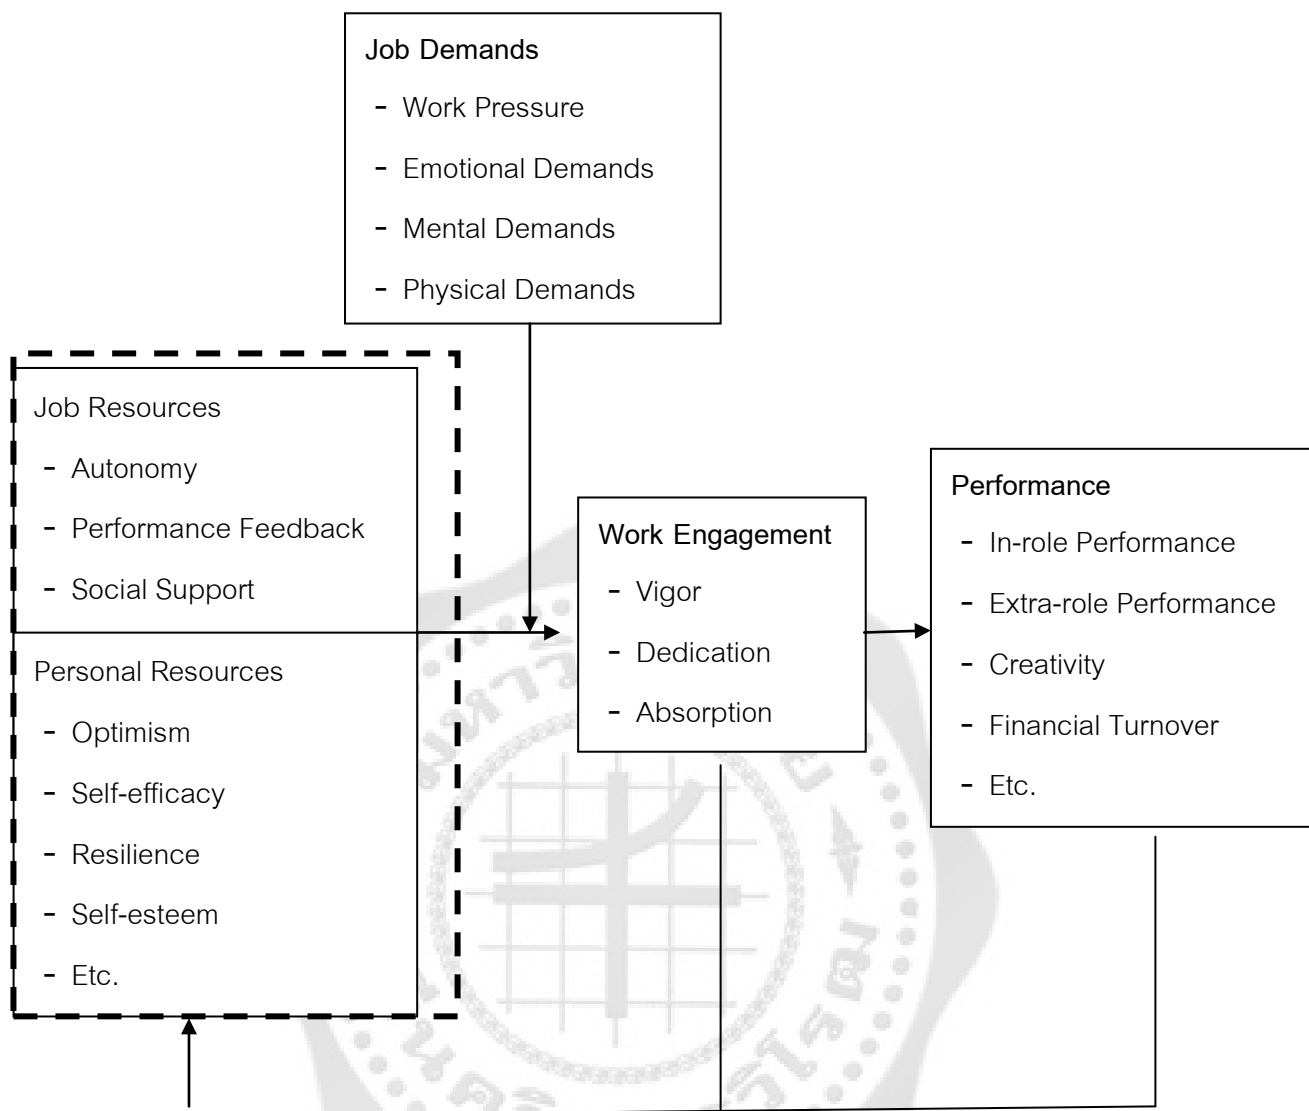 Job Demands
- Work Pressure
- Emotional Demands
- Mental Demands
- Physical Demands
Job Resources
- Autonomy
- Performance Feedback
- Social Support
Personal Resources
- Optimism
- Self-efficacy
- Resilience
- Self-esteem
- Etc.
Work Engagement
- Vigor
- Dedication
- Absorption
Performance
- In-role Performance
- Extra-role Performance
- Creativity
- Financial Turnover
- Etc.